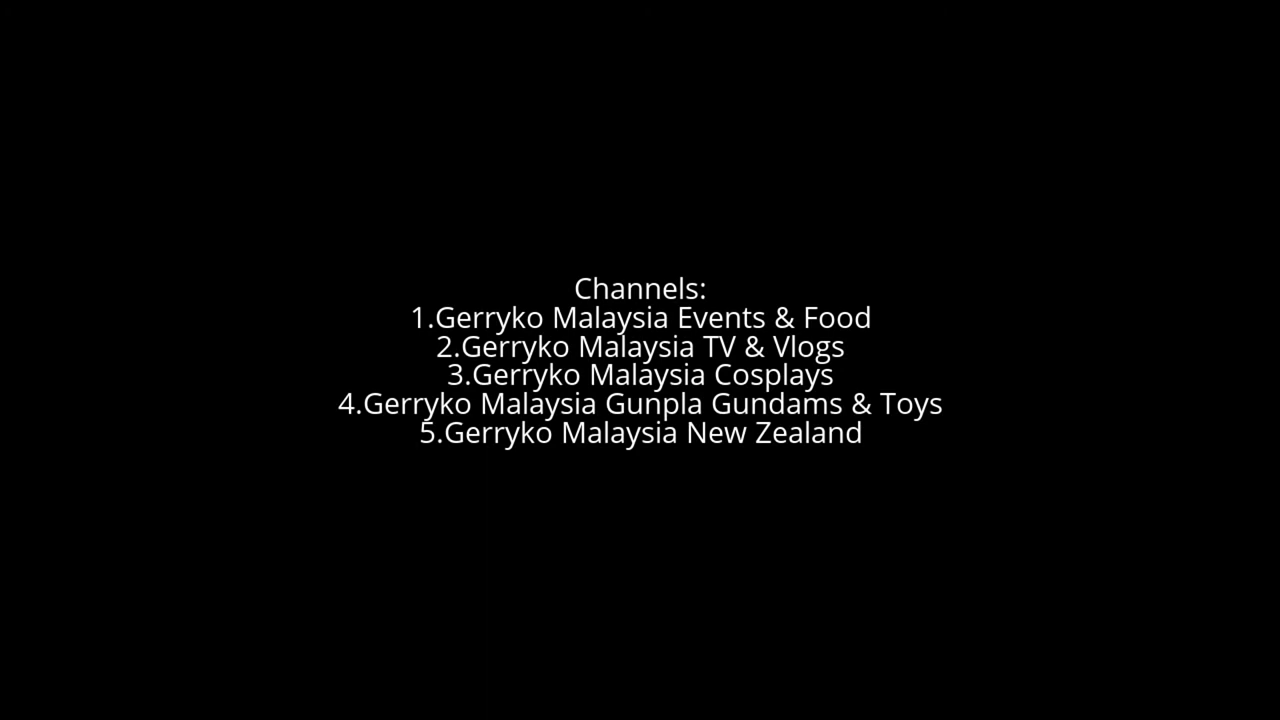 Channels:
1.Gerryko Malaysia Events & Food
2.Gerryko Malaysia TV & Vlogs
3.Gerryko Malaysia Cosplays
4.Gerryko Malaysia Gunpla Gundams & Toys
5.Gerryko Malaysia New Zealand